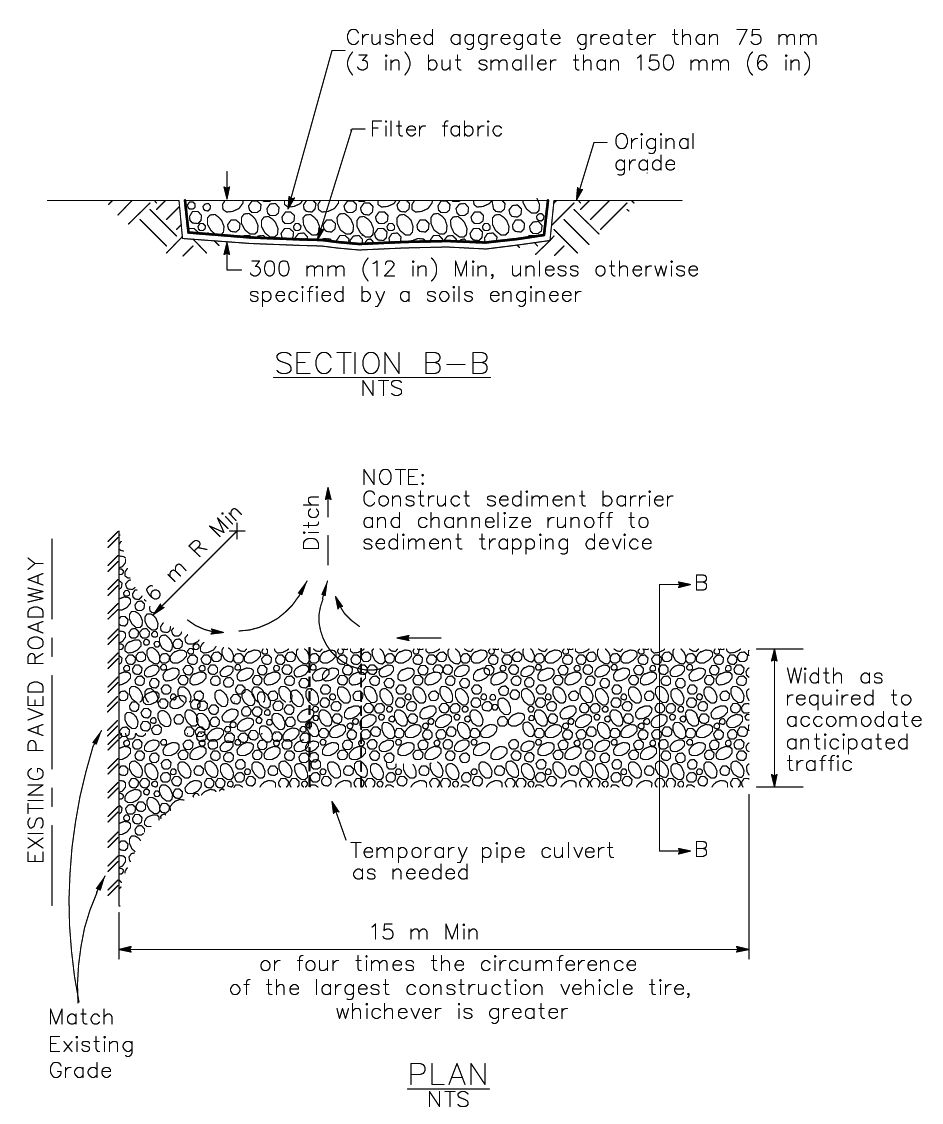 Crushed aggregate greater than 75 mm
(3 in) but smaller than 150 mm (6 in)
Filter fabric
Original
grade
300 mm (12 in) Min, unless otherwise
specified by a soils engineer
SECTION B-B
NTS
NOTE:
Construct sediment barrier
and channelize runoff to
sediment trapping device
Ditch
6 m R Min
B
EXISTING PAVED ROADWAY
Width as
required to
accomodate
anticipated
traffic
Temporary pipe culvert
as needed
B
15 m Min
or four times the circumference
of the largest construction vehicle tire,
whichever is greater
Match
Existing
Grade
PLAN
NTS